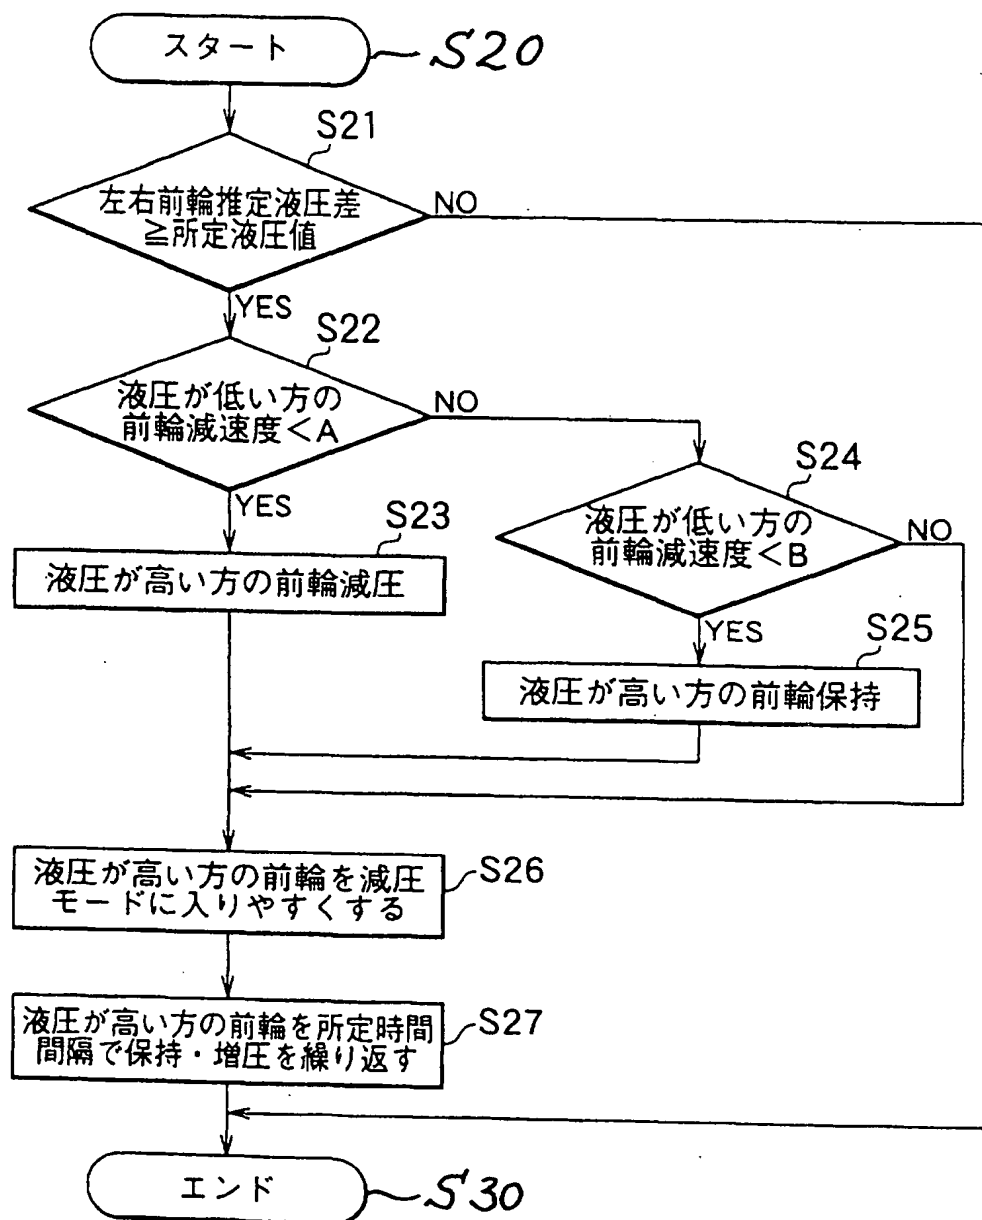 スタート
S20
S21
左右前輪推定液圧差
≧所定液圧値
NO
YES
S22
液圧が低い方の
前輪減速度<A
NO
YES
S24
液圧が低い方の
前輪減速度<B
NO
YES
S23
液圧が高い方の前輪減圧
S25
液圧が高い方の前輪保持
液圧が高い方の前輪を減圧
モードに入りやすくする
S26
液圧が高い方の前輪を所定時間
間隔で保持・増圧を繰り返す
S27
エンド
S30